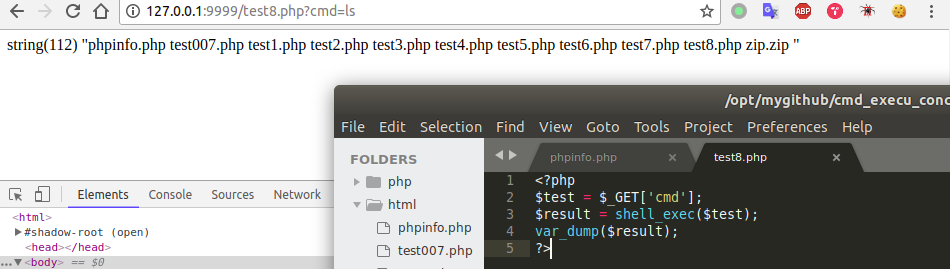 127.0.0.1:9999/test8.php?cmd=ls
ABP
string(112) "phpinfo.php test007.php test1.php test2.php test3.php test4.php test5.php test6.php test7.php test8.php zip.zip "
/opt/mygithub/cmd_execu_conc
File Edit Selection Find View Goto Tools Project Preferences Help
FOLDERS
php
html
phpinfo.php
test007.php
phpinfo.php × test8.php ×
1 <?php
2 $test = $_GET['cmd'];
3 $result = shell_exec($test);
4 var_dump($result);
5 ?>
Elements Console Sources Network
<html>
#shadow-root (open)
<head></head>
<body> == $0